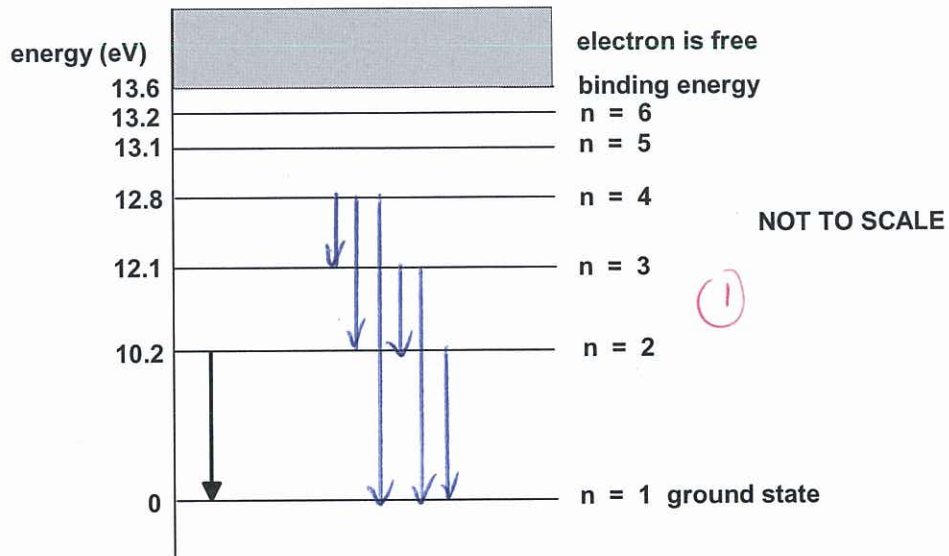 electron is free
energy (eV)
13.6 binding energy
13.2 n = 6
13.1 n = 5
12.8 n = 4
NOT TO SCALE
12.1 n = 3
1
10.2 n = 2
0 n = 1 ground state